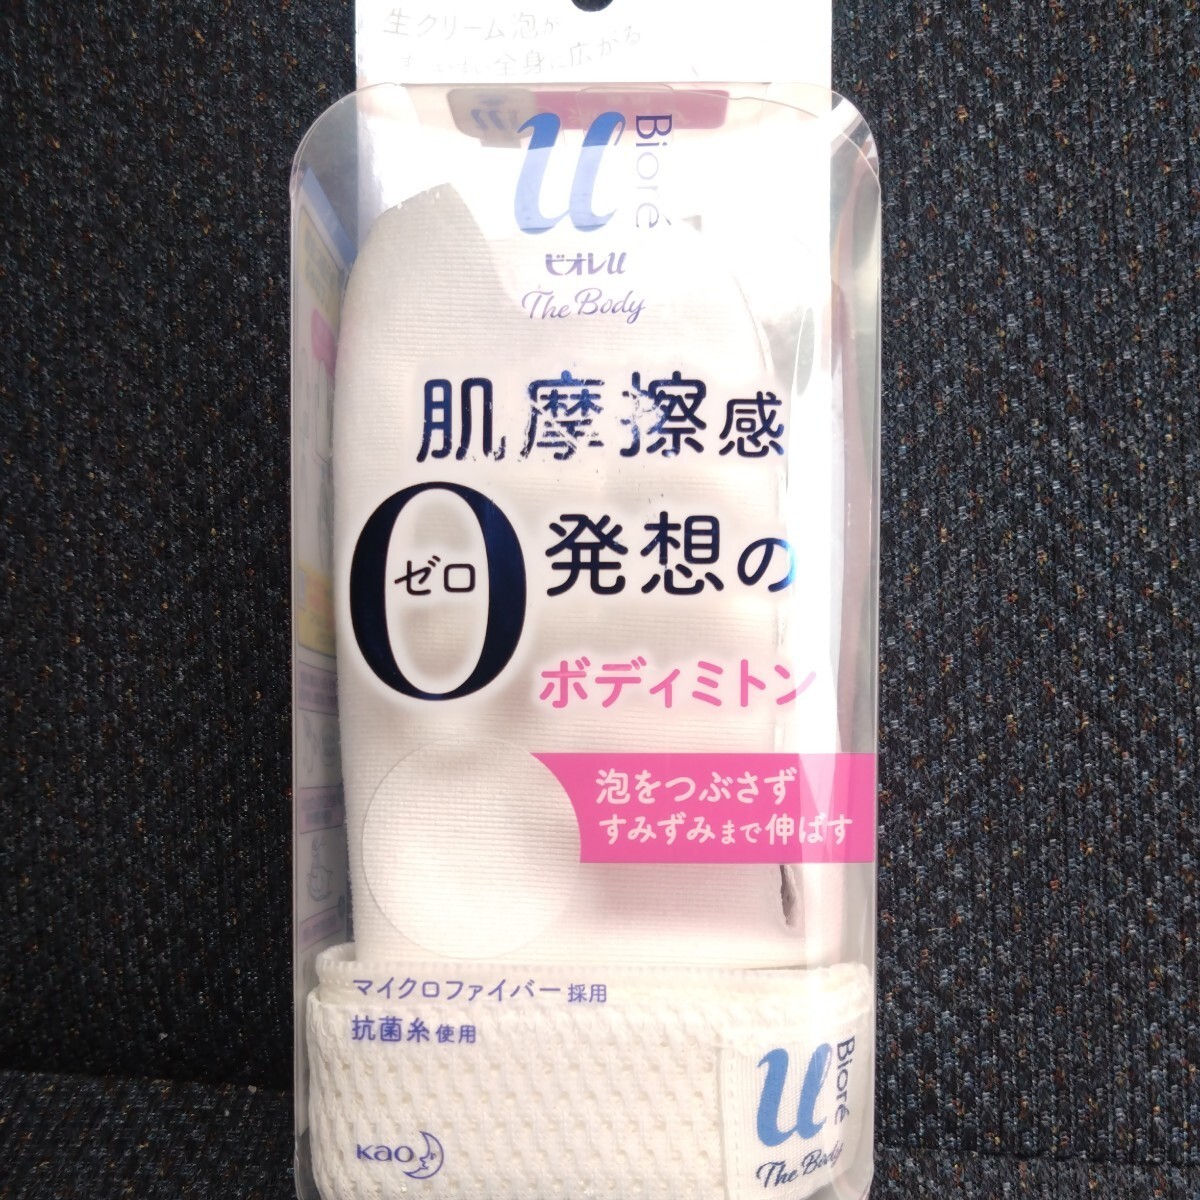 生クリーム泡が
全身に広がる
u Bioré
ビオレu
The Body
肌摩擦感
0 ゼロ 発想の
ボディミトン
泡をつぶさず
すみずみまで伸ばす
マイクロファイバー採用
抗菌糸使用
u Bioré
The Body
Kao